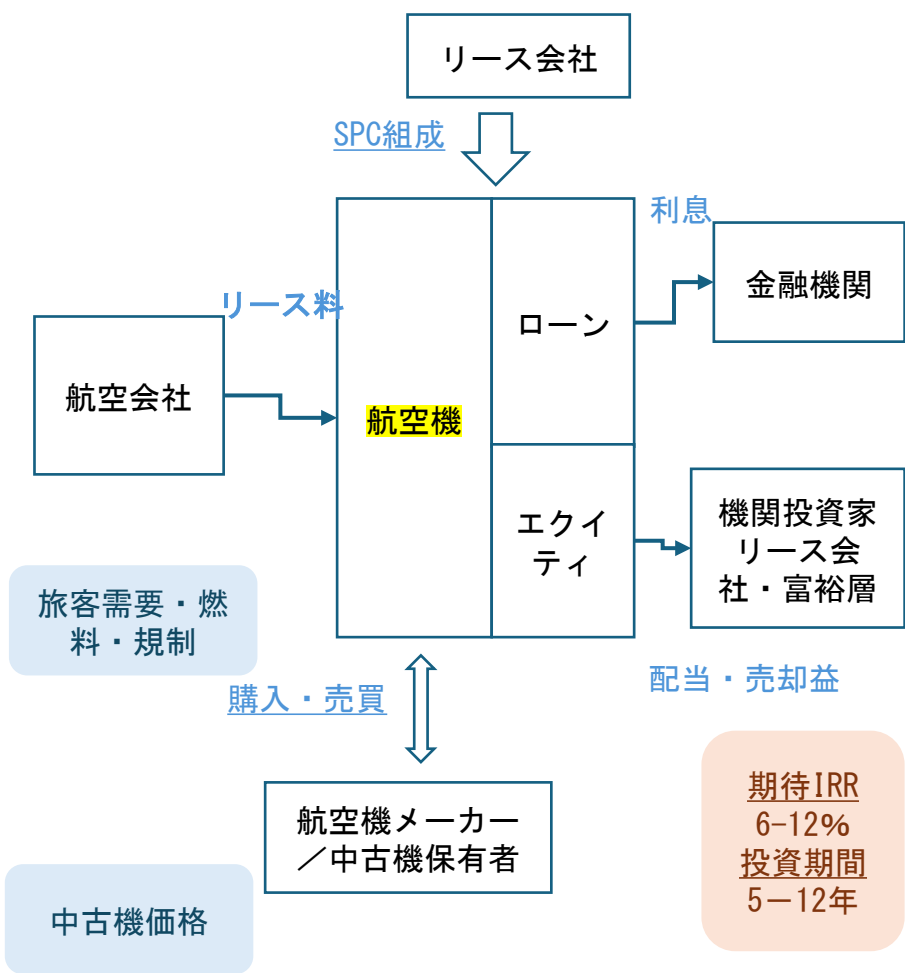 リース会社
SPC組成
利息
金融機関
リース料
ローン
航空会社
航空機
エクイ
ティ
機関投資家
リース会
社・富裕層
旅客需要・燃
料・規制
購入・売買
配当・売却益
航空機メーカー
／中古機保有者
期待IRR
6-12%
投資期間
5－12年
中古機価格